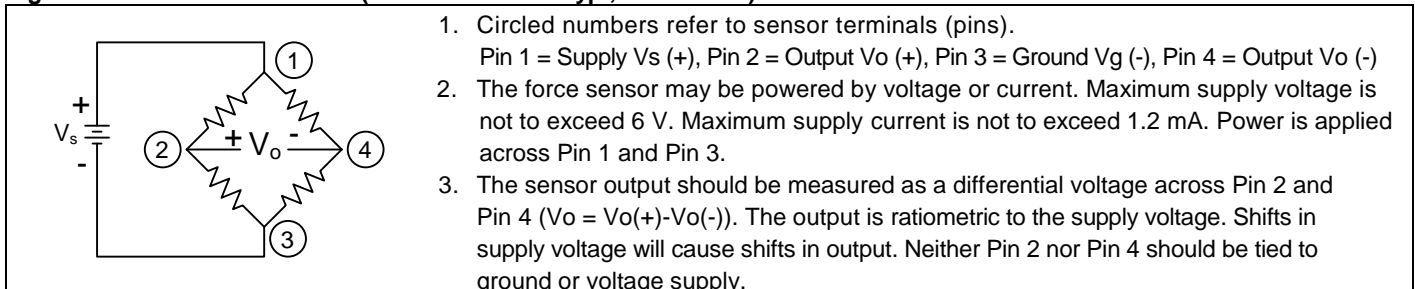 1. Circled numbers refer to sensor terminals (pins).
Pin 1 = Supply Vs (+), Pin 2 = Output Vo (+), Pin 3 = Ground Vg (-), Pin 4 = Output Vo (-)
2. The force sensor may be powered by voltage or current. Maximum supply voltage is
not to exceed 6 V. Maximum supply current is not to exceed 1.2 mA. Power is applied
across Pin 1 and Pin 3.
3. The sensor output should be measured as a differential voltage across Pin 2 and
Pin 4 (Vo = Vo(+)-Vo(-)). The output is ratiometric to the supply voltage. Shifts in
supply voltage will cause shifts in output. Neither Pin 2 nor Pin 4 should be tied to
ground or voltage supply.
1
+
Vs
-
2
+ Vo -
4
3